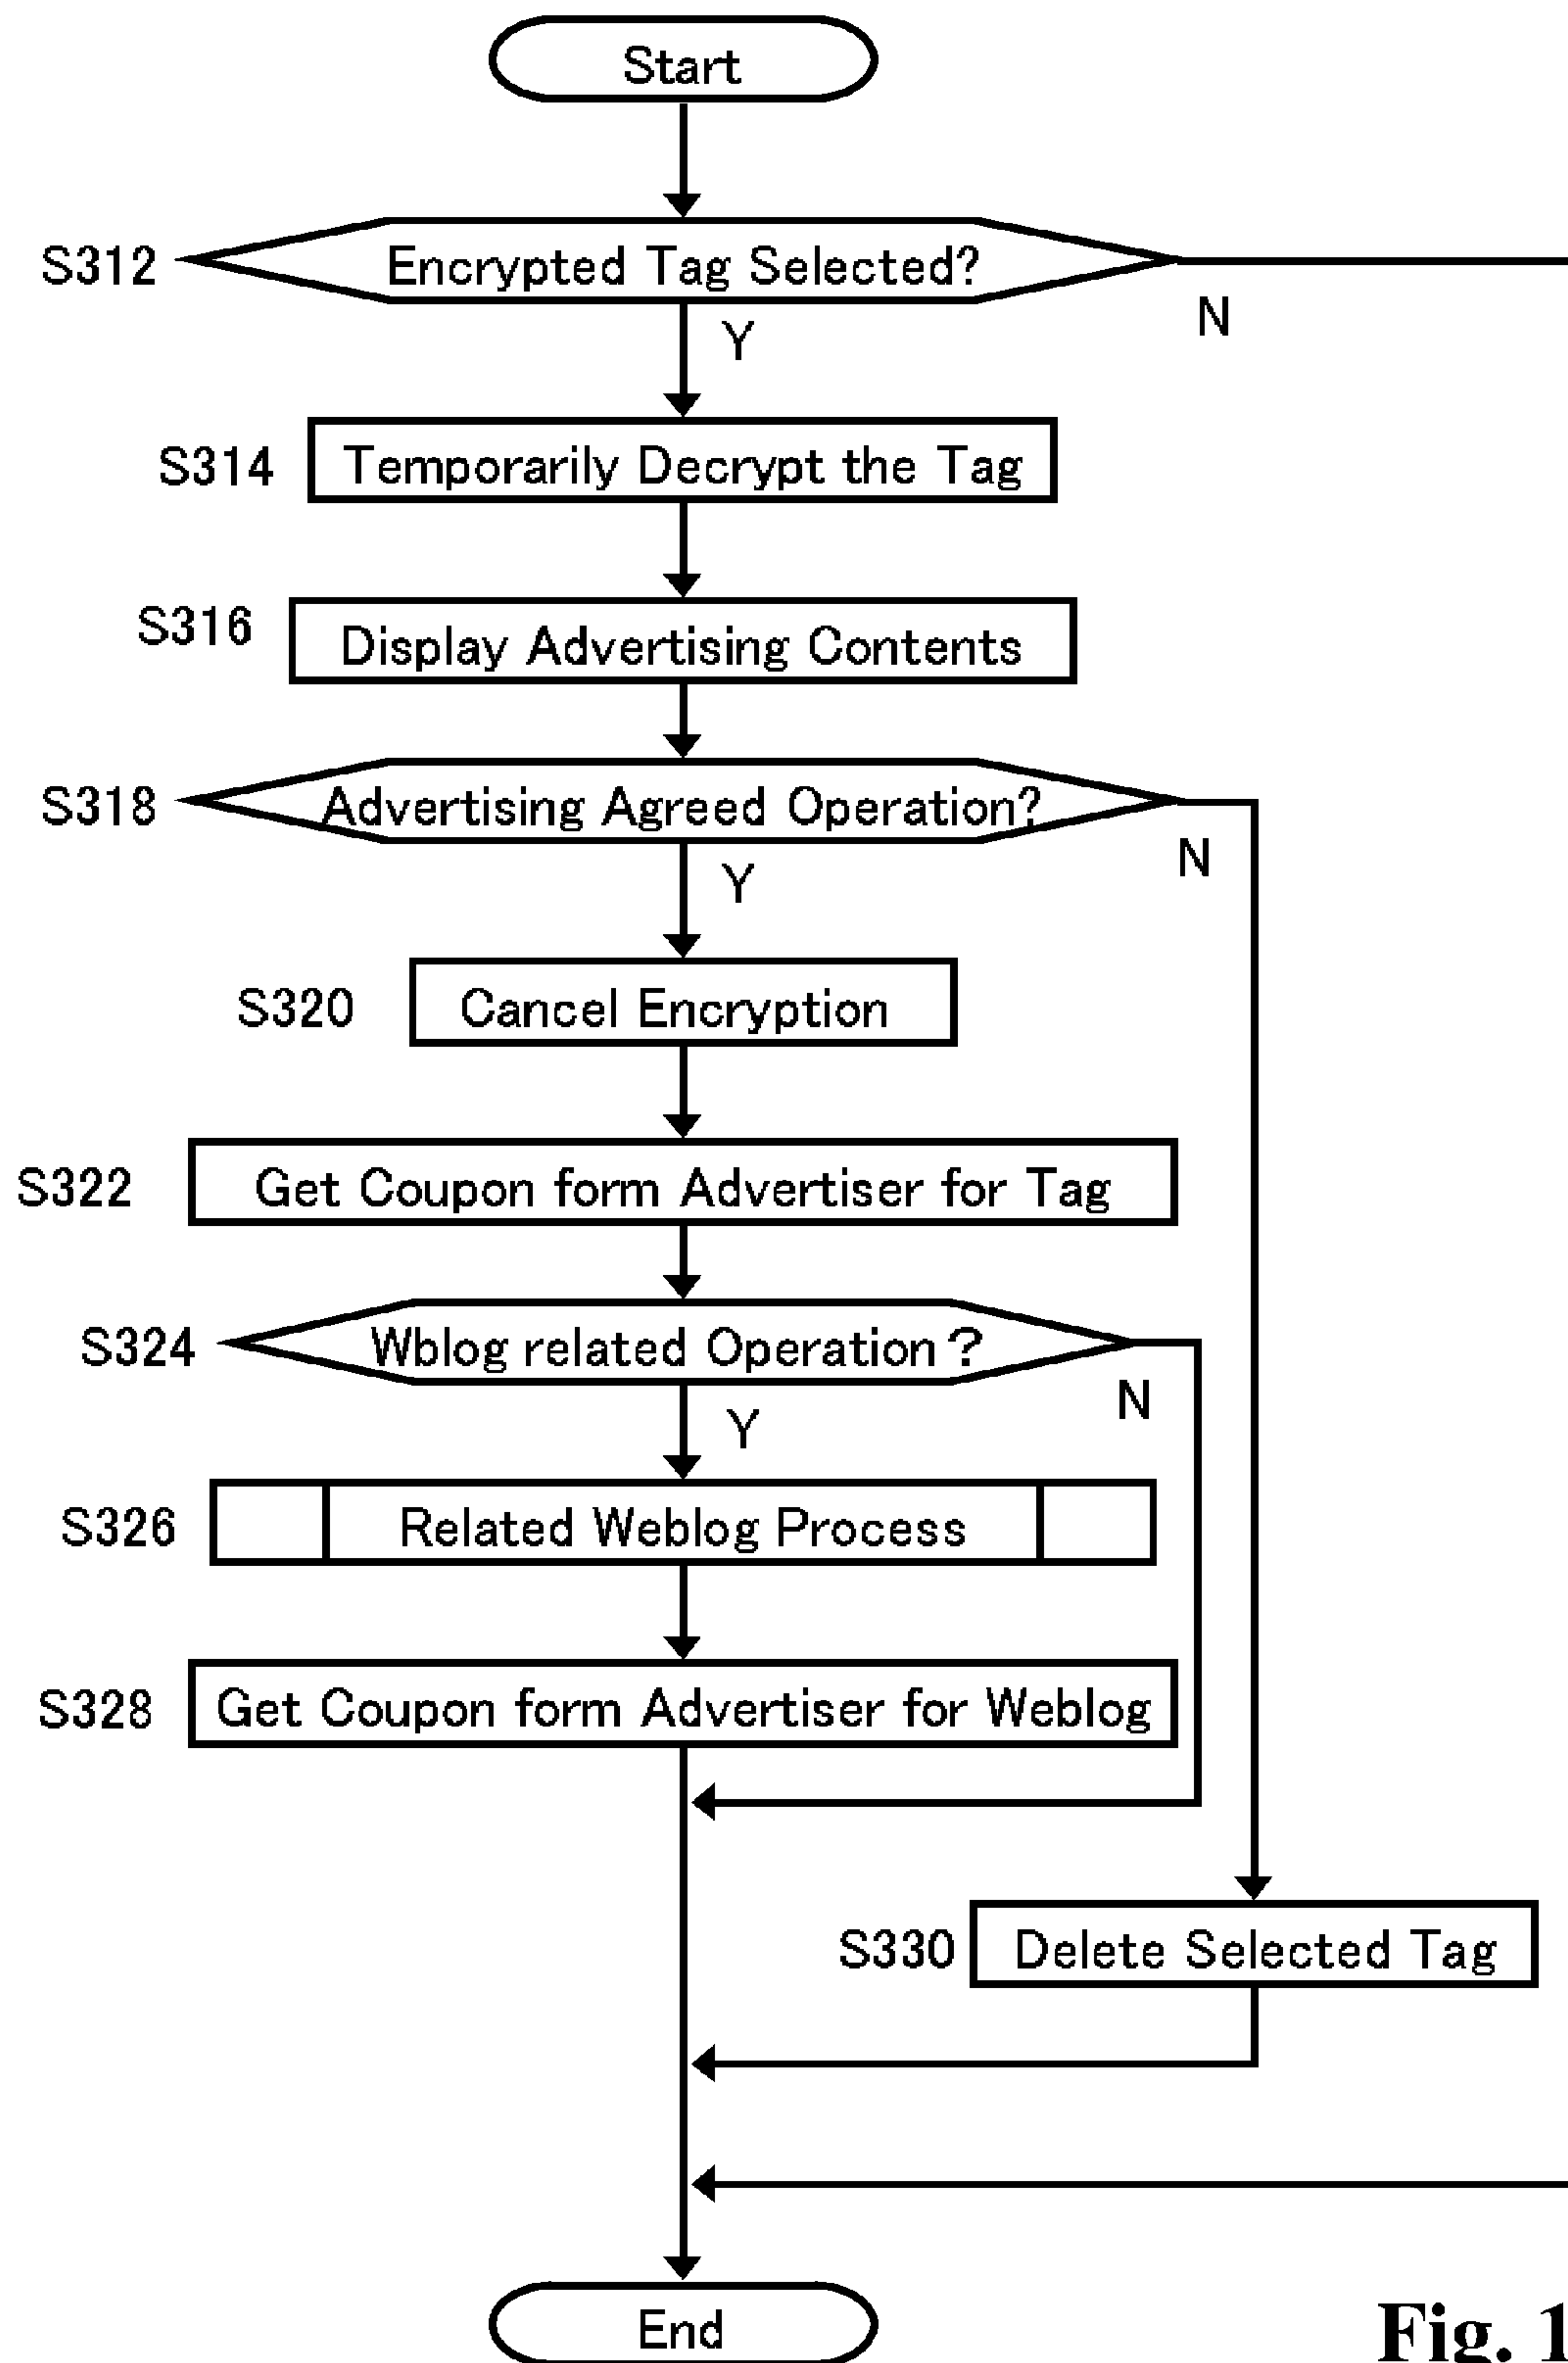 Start
S312 Encrypted Tag Selected?
N
Y
S314 Temporarily Decrypt the Tag
S316 Display Advertising Contents
S318 Advertising Agreed Operation?
N
Y
S320 Cancel Encryption
S322 Get Coupon form Advertiser for Tag
S324 Wblog related Operation?
N
Y
S326 Related Weblog Process
S328 Get Coupon form Advertiser for Weblog
S330 Delete Selected Tag
End
Fig. 1